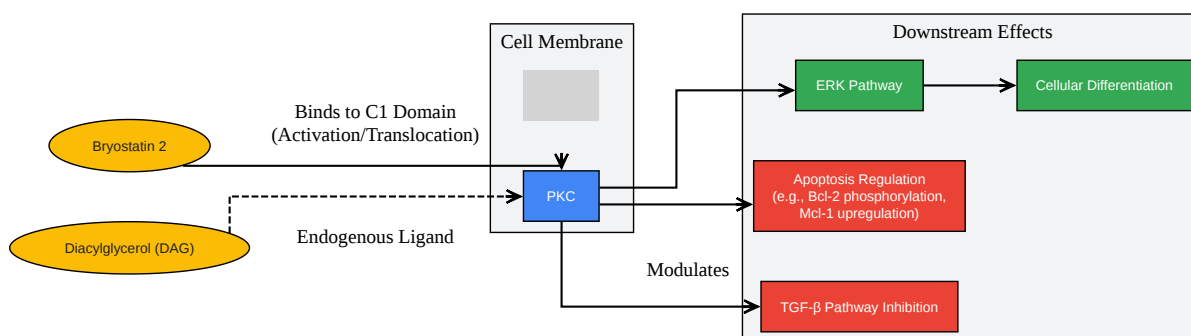 Cell Membrane
Downstream Effects
ERK Pathway
Cellular Differentiation
Binds to C1 Domain
(Activation/Translocation)
Bryostatin 2
PKC
Apoptosis Regulation
(e.g., Bcl-2 phosphorylation,
Mcl-1 upregulation)
Diacylglycerol (DAG)
Endogenous Ligand
Modulates
TGF-β Pathway Inhibition